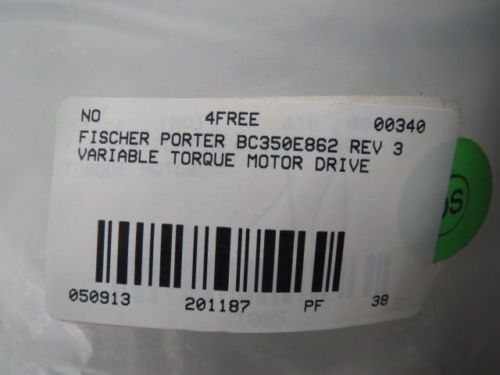 NO 4FREE 00340
FISCHER PORTER BC350E862 REV 3
VARIABLE TORQUE MOTOR DRIVE
050913 201187 PF 38